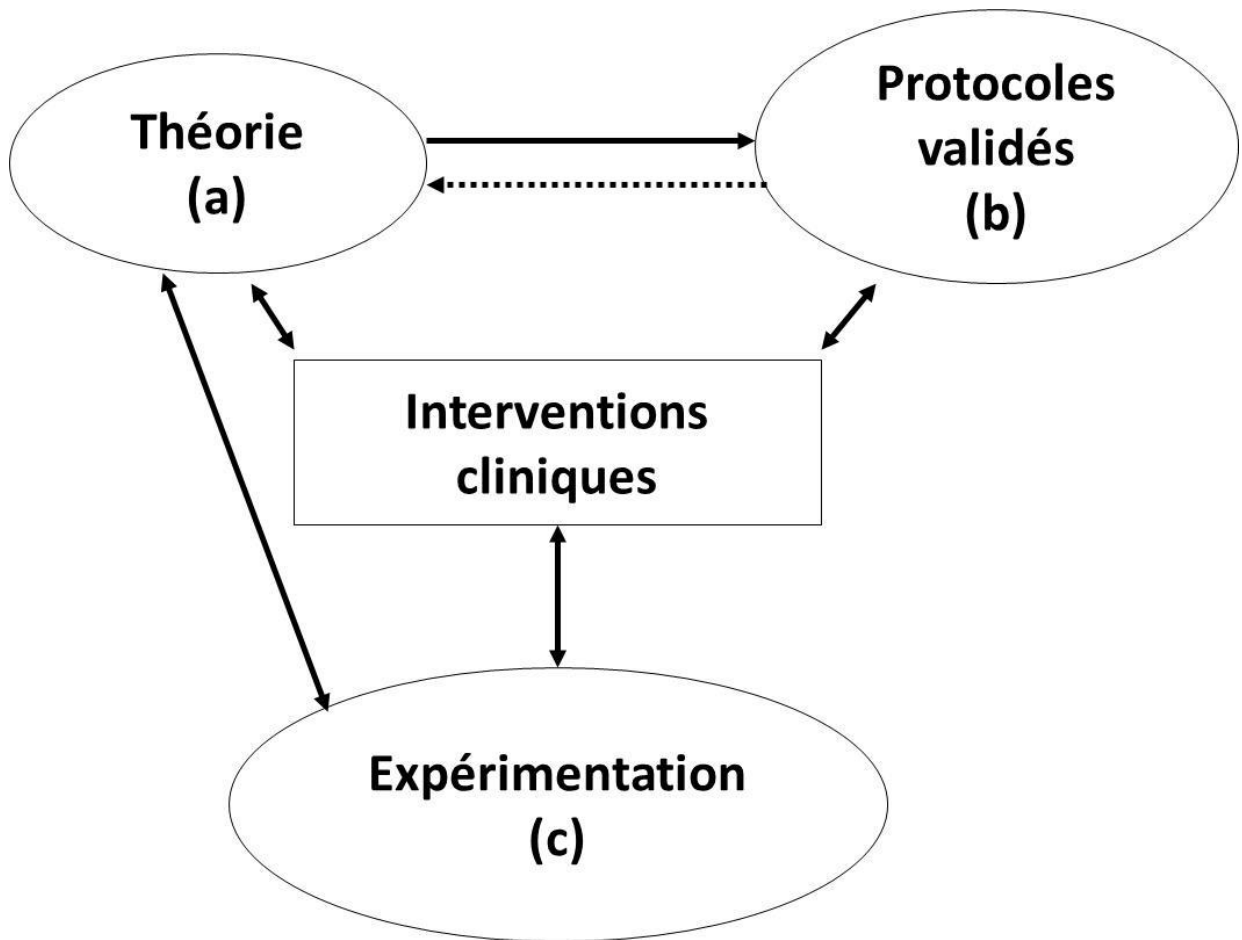 Théorie
(a)
Protocoles
validés
(b)
Interventions
cliniques
Expérimentation
(c)